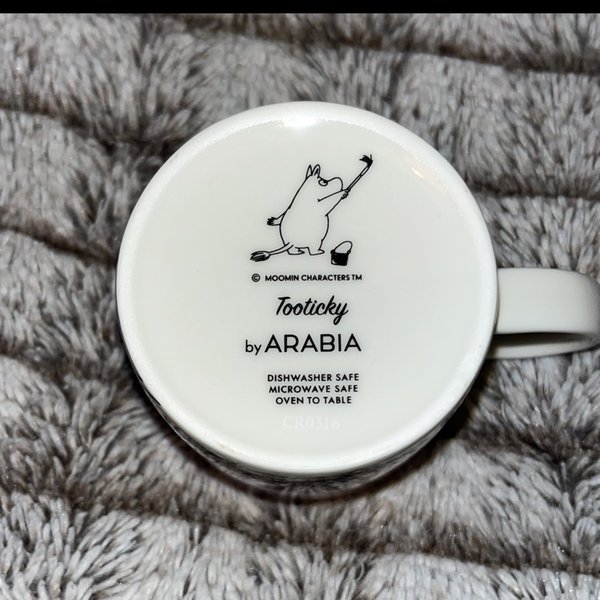 © MOOMIN CHARACTERS TM
Tooticky
by ARABIA
DISHWASHER SAFE
MICROWAVE SAFE
OVEN TO TABLE
CR0316